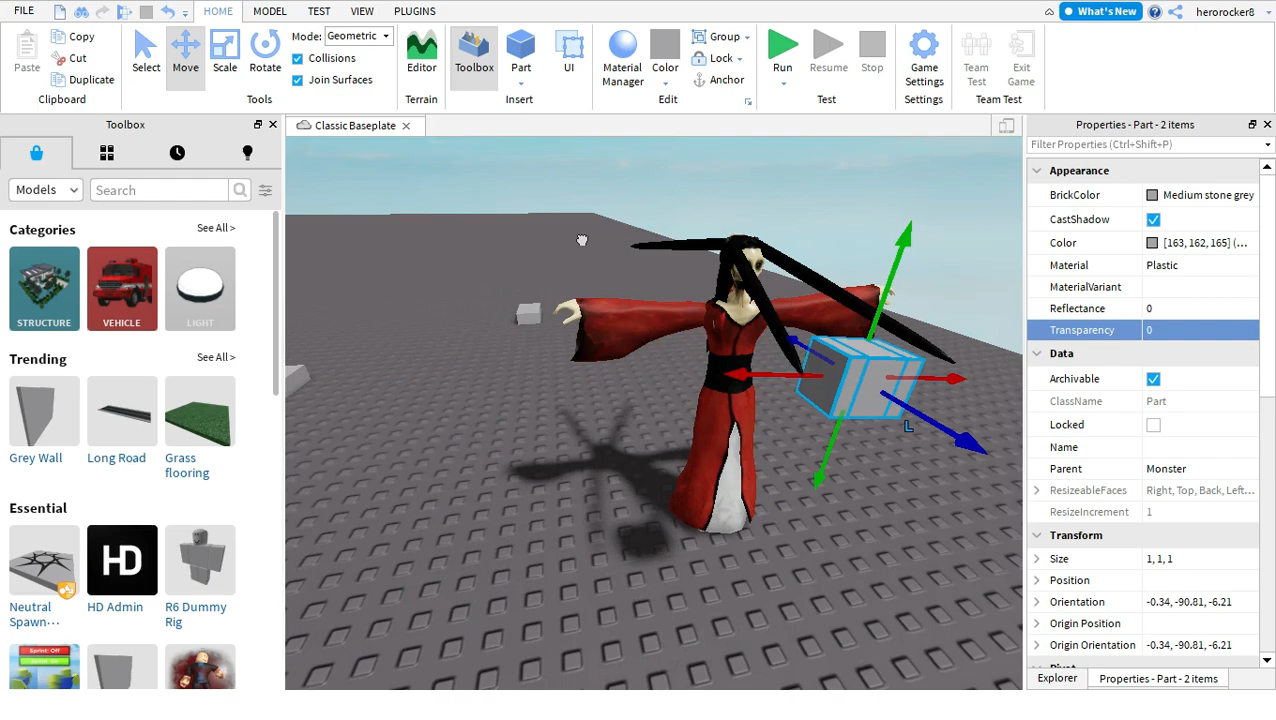 FILE HOME MODEL TEST VIEW PLUGINS What's New herorocker8
Paste Copy Cut Duplicate Clipboard
Select Move Scale Rotate Mode: Geometric Collisions Join Surfaces Tools
Editor Terrain
Toolbox Part UI Insert
Material Manager Color Group Lock Anchor Edit
Run Resume Stop Test
Game Settings Settings
Team Test Exit Game Team Test
Toolbox
Models Search
Categories See All >
STRUCTURE VEHICLE LIGHT
Trending See All >
Grey Wall Long Road Grass flooring
Essential
HD
Neutral Spawn··· HD Admin R6 Dummy Rig
Sprint: Off
Sprint: On
Classic Baseplate
L
Properties - Part - 2 items
Filter Properties (Ctrl+Shift+P)
Appearance
BrickColor Medium stone grey
CastShadow
Color [163, 162, 165] (...
Material Plastic
MaterialVariant
Reflectance 0
Transparency 0
Data
Archivable
ClassName Part
Locked
Name
Parent Monster
ResizeableFaces Right, Top, Back, Left...
ResizeIncrement 1
Transform
Size 1, 1, 1
Position
Orientation -0.34, -90.81, -6.21
Origin Position
Origin Orientation -0.34, -90.81, -6.21
Explorer Properties - Part - 2 items